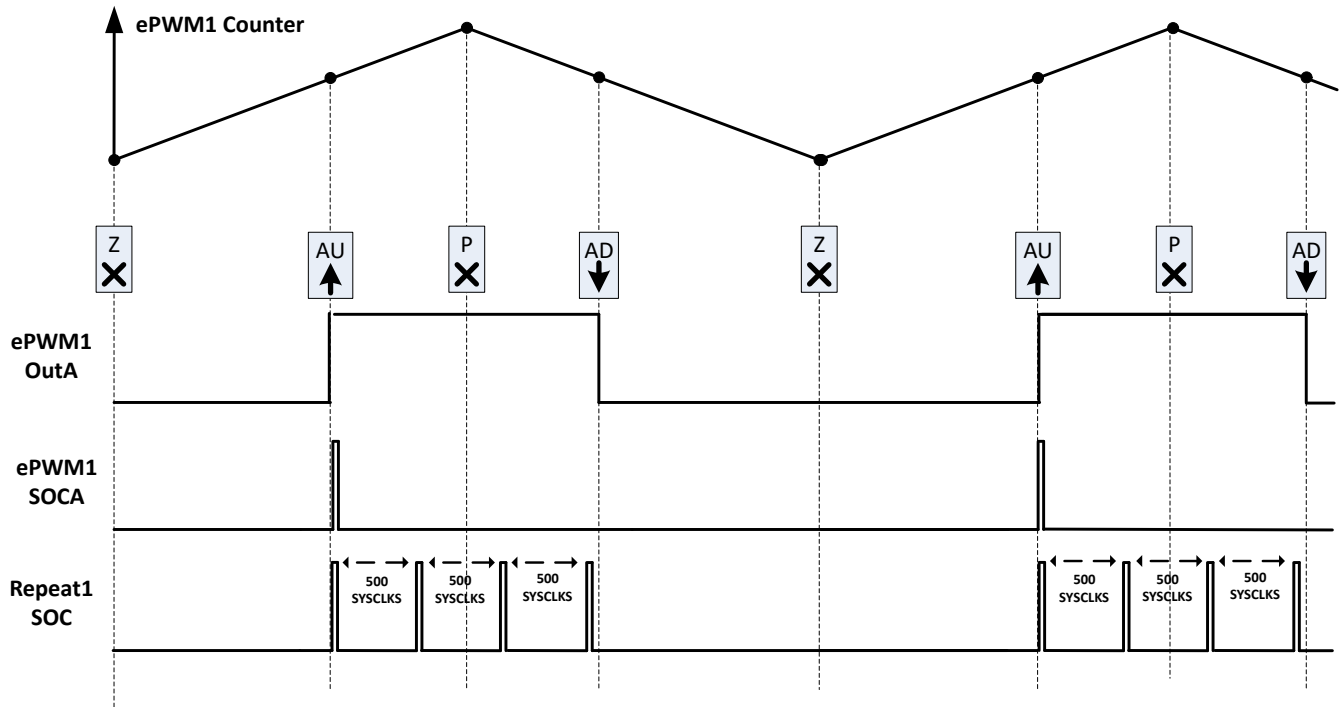 ePWM1 Counter
Z
AU
P
AD
Z
AU
P
AD
ePWM1
OutA
ePWM1
SOCA
Repeat1
SOC
500
SYSCLKS
500
SYSCLKS
500
SYSCLKS
500
SYSCLKS
500
SYSCLKS
500
SYSCLKS